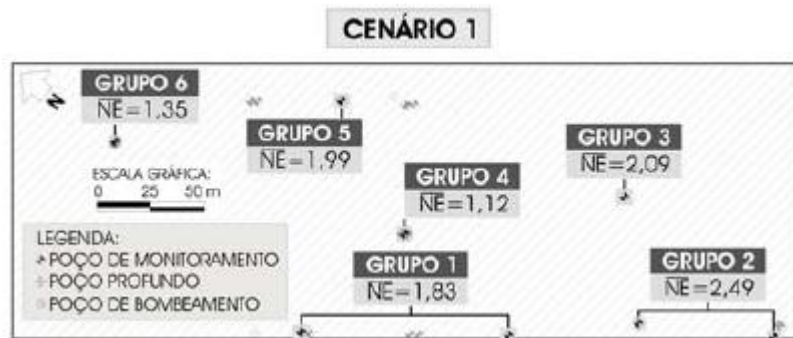 CENÁRIO 1
N
GRUPO 6
NE=1,35
GRUPO 5
NE=1,99
GRUPO 3
NE=2,09
ESCALA GRÁFICA:
0 25 50 m
GRUPO 4
NE=1,12
LEGENDA:
POÇO DE MONITORAMENTO
POÇO PROFUNDO
POÇO DE BOMBEAMENTO
GRUPO 1
NE=1,83
GRUPO 2
NE=2,49